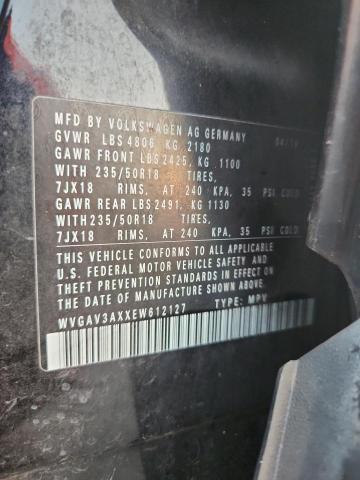 MFD BY VOLKSWAGEN AG GERMANY 04/14
GVWR LBS 4806 KG 2180
GAWR FRONT LBS 2425, KG 1100
WITH 235/50R18 TIRES,
7JX18 RIMS, AT 240 KPA, 35 PSI COLD
GAWR REAR LBS 2491, KG 1130
WITH 235/50R18 TIRES,
7JX18 RIMS, AT 240 KPA, 35 PSI COLD
THIS VEHICLE CONFORMS TO ALL APPLICABLE
U.S. FEDERAL MOTOR VEHICLE SAFETY AND
THEFT PREVENTION STANDARDS IN EFFECT
ON THE DATE OF MANUFACTURE SHOWN ABOVE.
WVGAV3AXXEW612127 TYPE: MPV